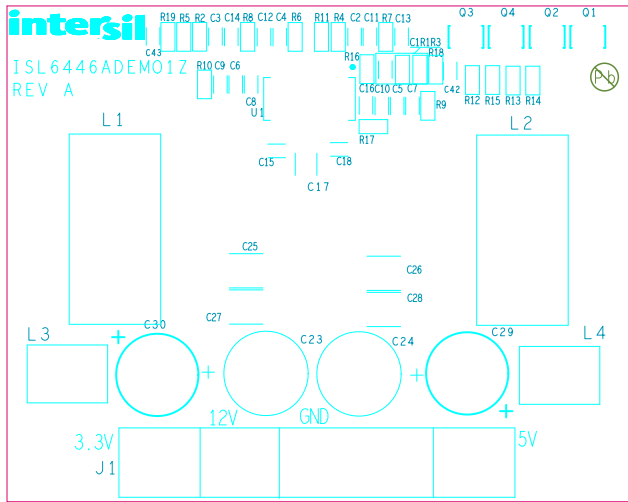 intersil
ISL6446ADEMO1Z
REV A
R19 R5 R2 C3 C14 R8 C12 C4 R6 R11 R4 C2 C11 R7 C13
C43
C1R1R3
R16
R18
Q3 Q4 Q2 Q1
Pb
R10 C9 C6
C8
U1
C16 C10 C5 C7
R9
C42
R12 R15 R13 R14
R17
L1
L2
C15
C18
C17
C25
C26
C27
C28
L3
C30
C23
C24
C29
L4
+ + + +
12V
GND
3.3V
5V
J1